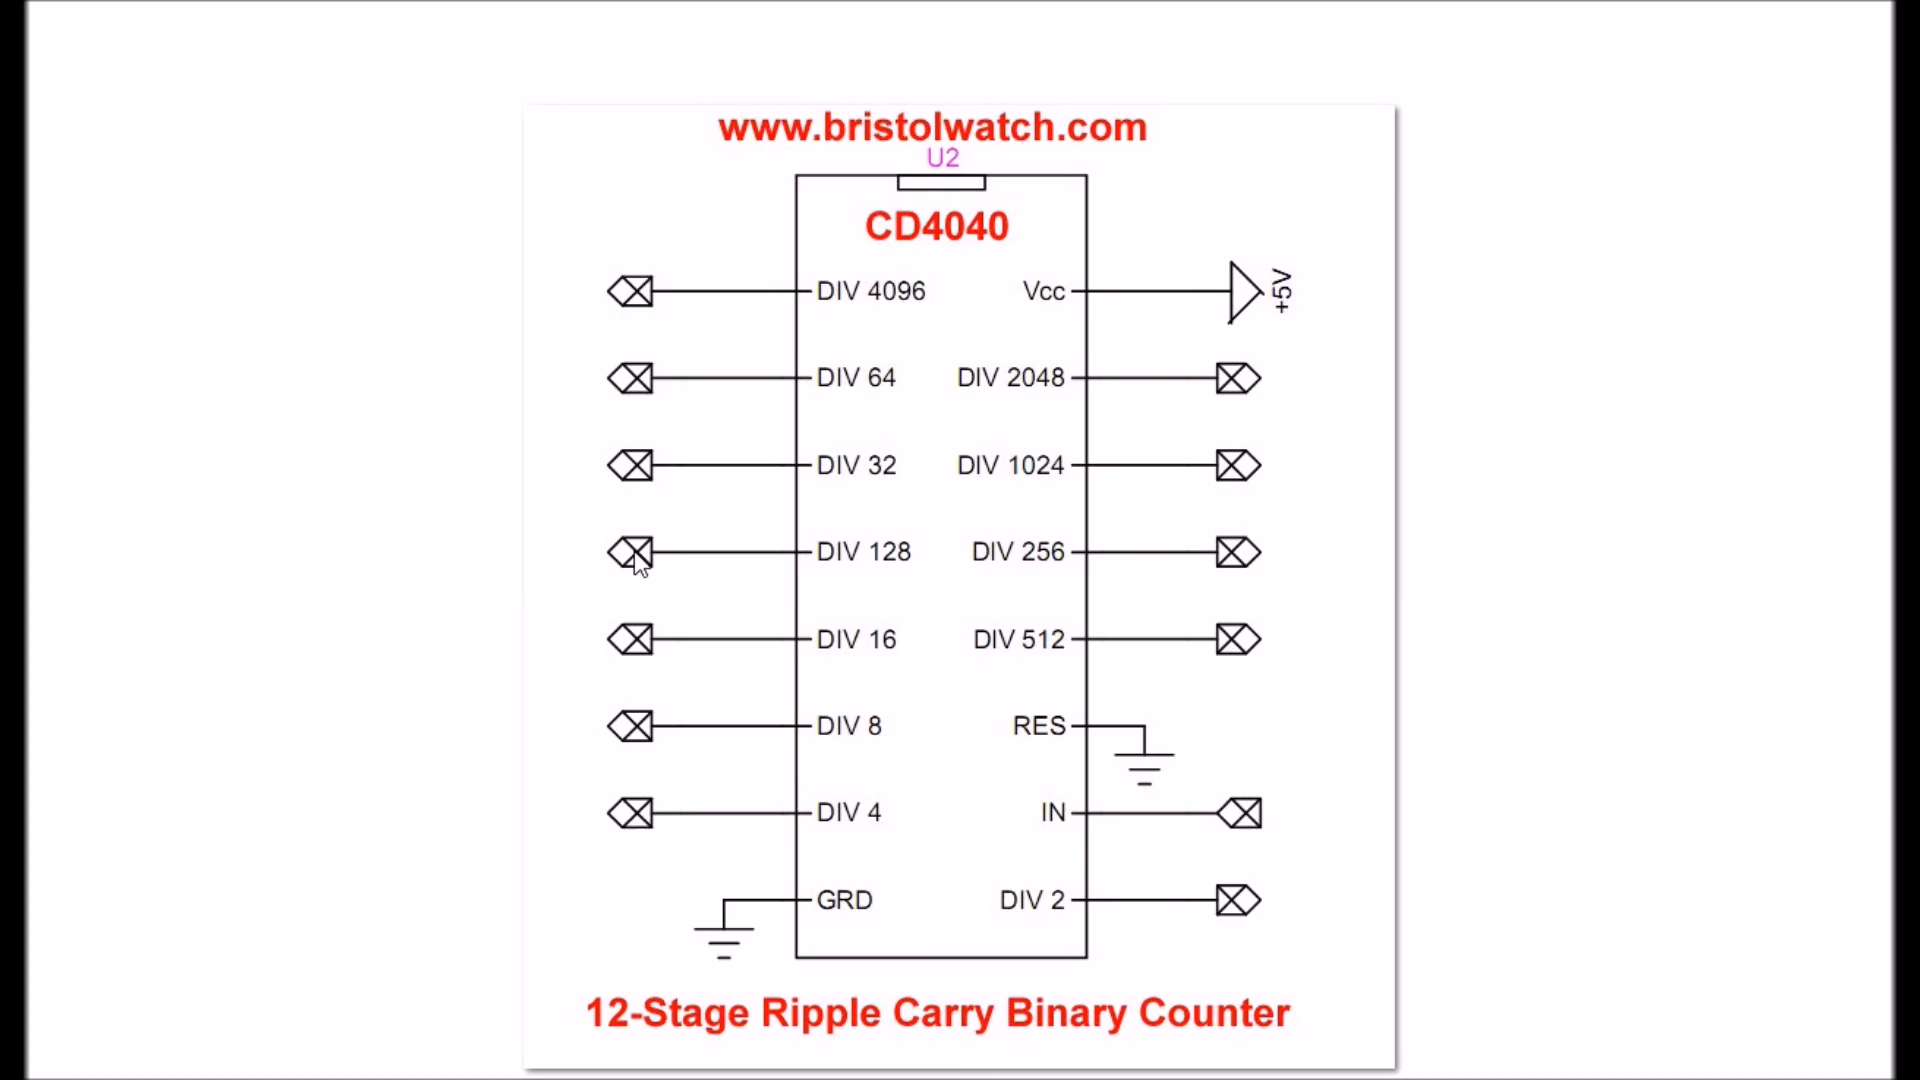 www.bristolwatch.com
U2
CD4040
DIV 4096 Vcc +5V
DIV 64 DIV 2048
DIV 32 DIV 1024
DIV 128 DIV 256
DIV 16 DIV 512
DIV 8 RES
DIV 4 IN
GRD DIV 2
12-Stage Ripple Carry Binary Counter